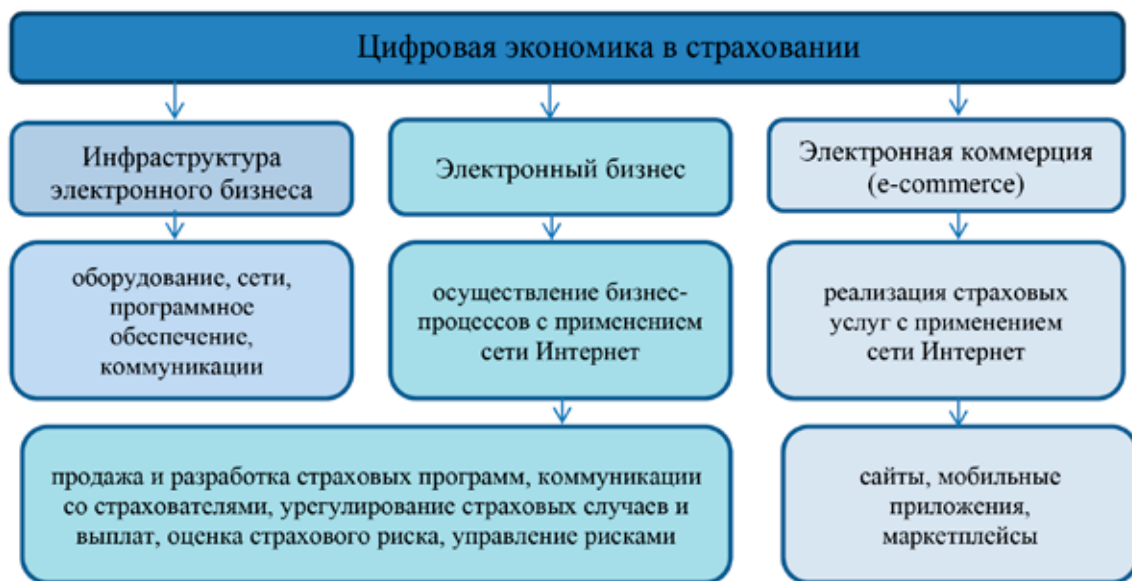 Цифровая экономика в страховании
Инфраструктура
электронного бизнеса
Электронный бизнес
Электронная коммерция
(e-commerce)
оборудование, сети,
программное
обеспечение,
коммуникации
осуществление бизнес-
процессов с применением
сети Интернет
реализация страховых
услуг с применением
сети Интернет
продажа и разработка страховых программ, коммуникации
со страхователями, урегулирование страховых случаев и
выплат, оценка страхового риска, управление рисками
сайты, мобильные
приложения,
маркетплейсы